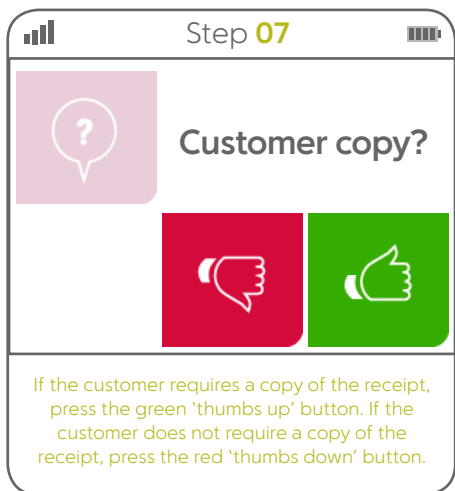 Step 07
?
Customer copy?
If the customer requires a copy of the receipt,
press the green ‘thumbs up’ button. If the
customer does not require a copy of the
receipt, press the red ‘thumbs down’ button.